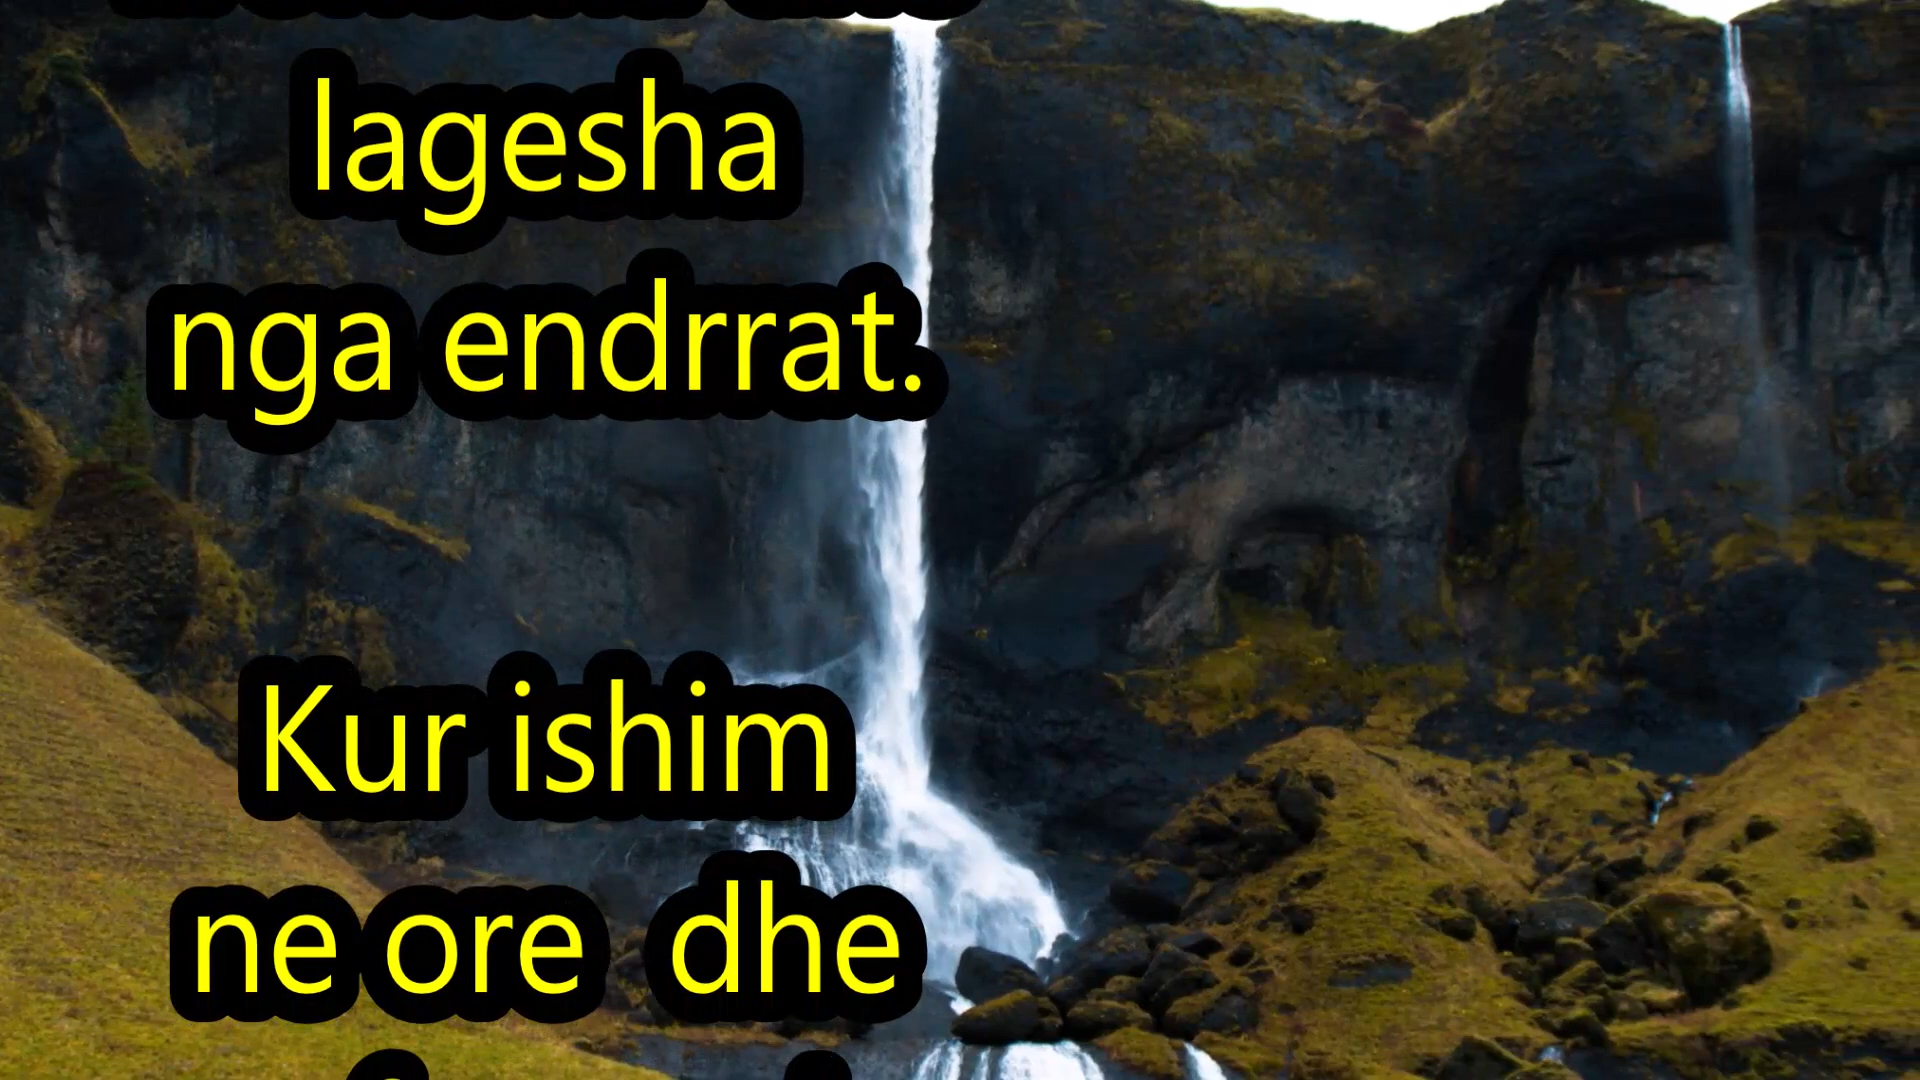 lagesha
nga endrrat.
Kur ishim
ne ore dhe